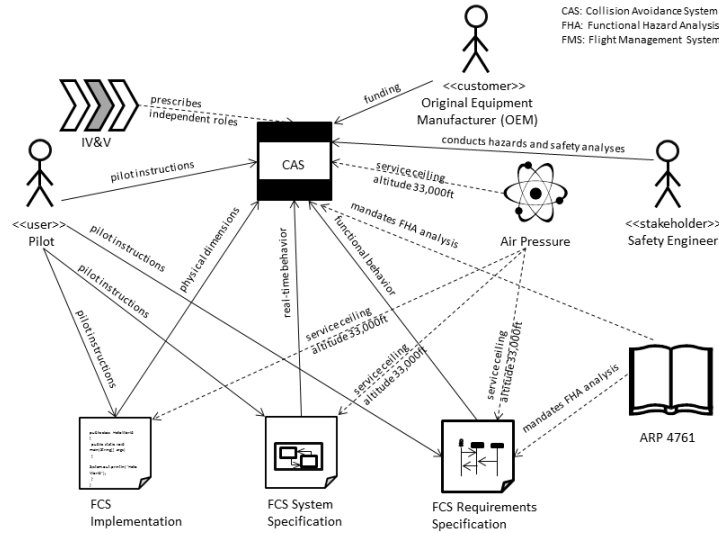 CAS: Collision Avoidance System
FHA: Functional Hazard Analysis
FMS: Flight Management System
<<customer>>
Original Equipment
Manufacturer (OEM)
funding
prescribes
independent roles
IV&V
CAS
conducts hazards and safety analyses
pilot instructions
service ceiling
altitude 33,000ft
<<user>>
Pilot
<<stakeholder>>
Safety Engineer
Air Pressure
mandates FHA analysis
pilot instructions
pilot instructions
pilot instructions
physical dimensions
real-time behavior
functional behavior
service ceiling
altitude 33,000ft
service ceiling
altitude 33,000ft
service ceiling
altitude 33,000ft
mandates FHA analysis
ARP 4761
FCS
Implementation
FCS System
Specification
FCS Requirements
Specification